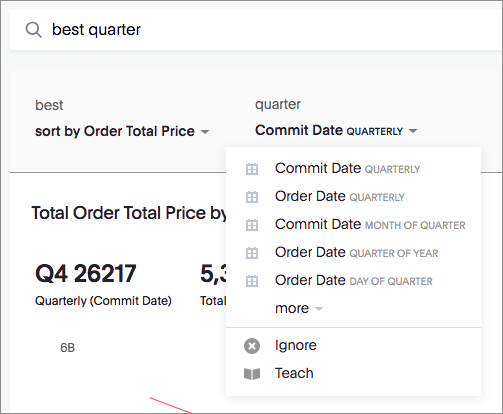 best quarter
best
quarter
sort by Order Total Price
Commit Date QUARTERLY
Commit Date QUARTERLY
Order Date QUARTERLY
Commit Date MONTH OF QUARTER
Order Date QUARTER OF YEAR
Order Date DAY OF QUARTER
more
Ignore
Teach
Total Order Total Price by
Q4 26217
5,3
Quarterly (Commit Date)
Total
6B